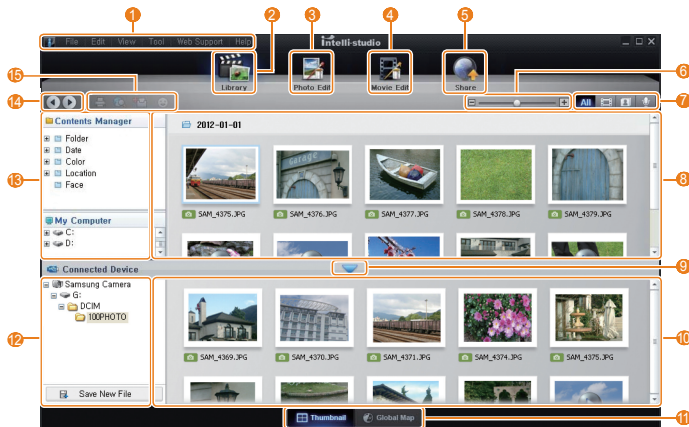 1
2
3
4
5
File Edit View Tool Web Support Help
Intelli-studio
15
6
Library
Photo Edit
Movie Edit
Share
14
All
7
Contents Manager
2012-01-01
Folder
Date
Color
Location
Face
13
8
SAM_4375.JPG
SAM_4376.JPG
SAM_4377.JPG
SAM_4378.JPG
SAM_4379.JPG
My Computer
C:
D:
Connected Device
9
Samsung Camera
G:
DCIM
100PHOTO
12
10
SAM_4369.JPG
SAM_4370.JPG
SAM_4371.JPG
SAM_4374.JPG
SAM_4375.JPG
Save New File
Thumbnail
Global Map
11